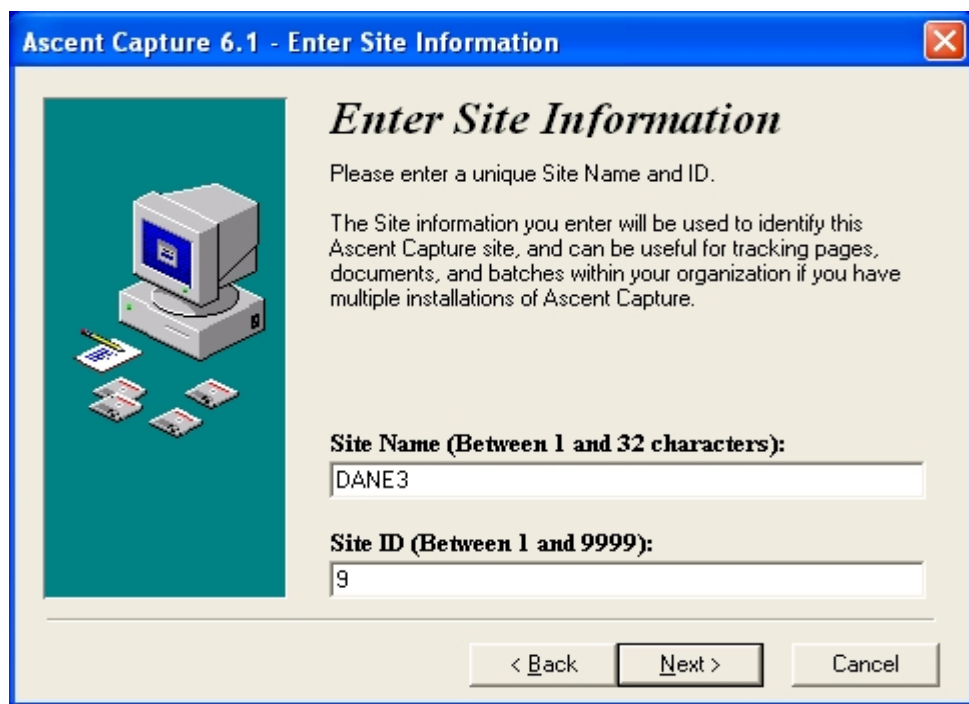 Ascent Capture 6.1 - Enter Site Information
Enter Site Information
Please enter a unique Site Name and ID.
The Site information you enter will be used to identify this
Ascent Capture site, and can be useful for tracking pages,
documents, and batches within your organization if you have
multiple installations of Ascent Capture.
Site Name (Between 1 and 32 characters):
DANE3
Site ID (Between 1 and 9999):
9
< Back Next > Cancel